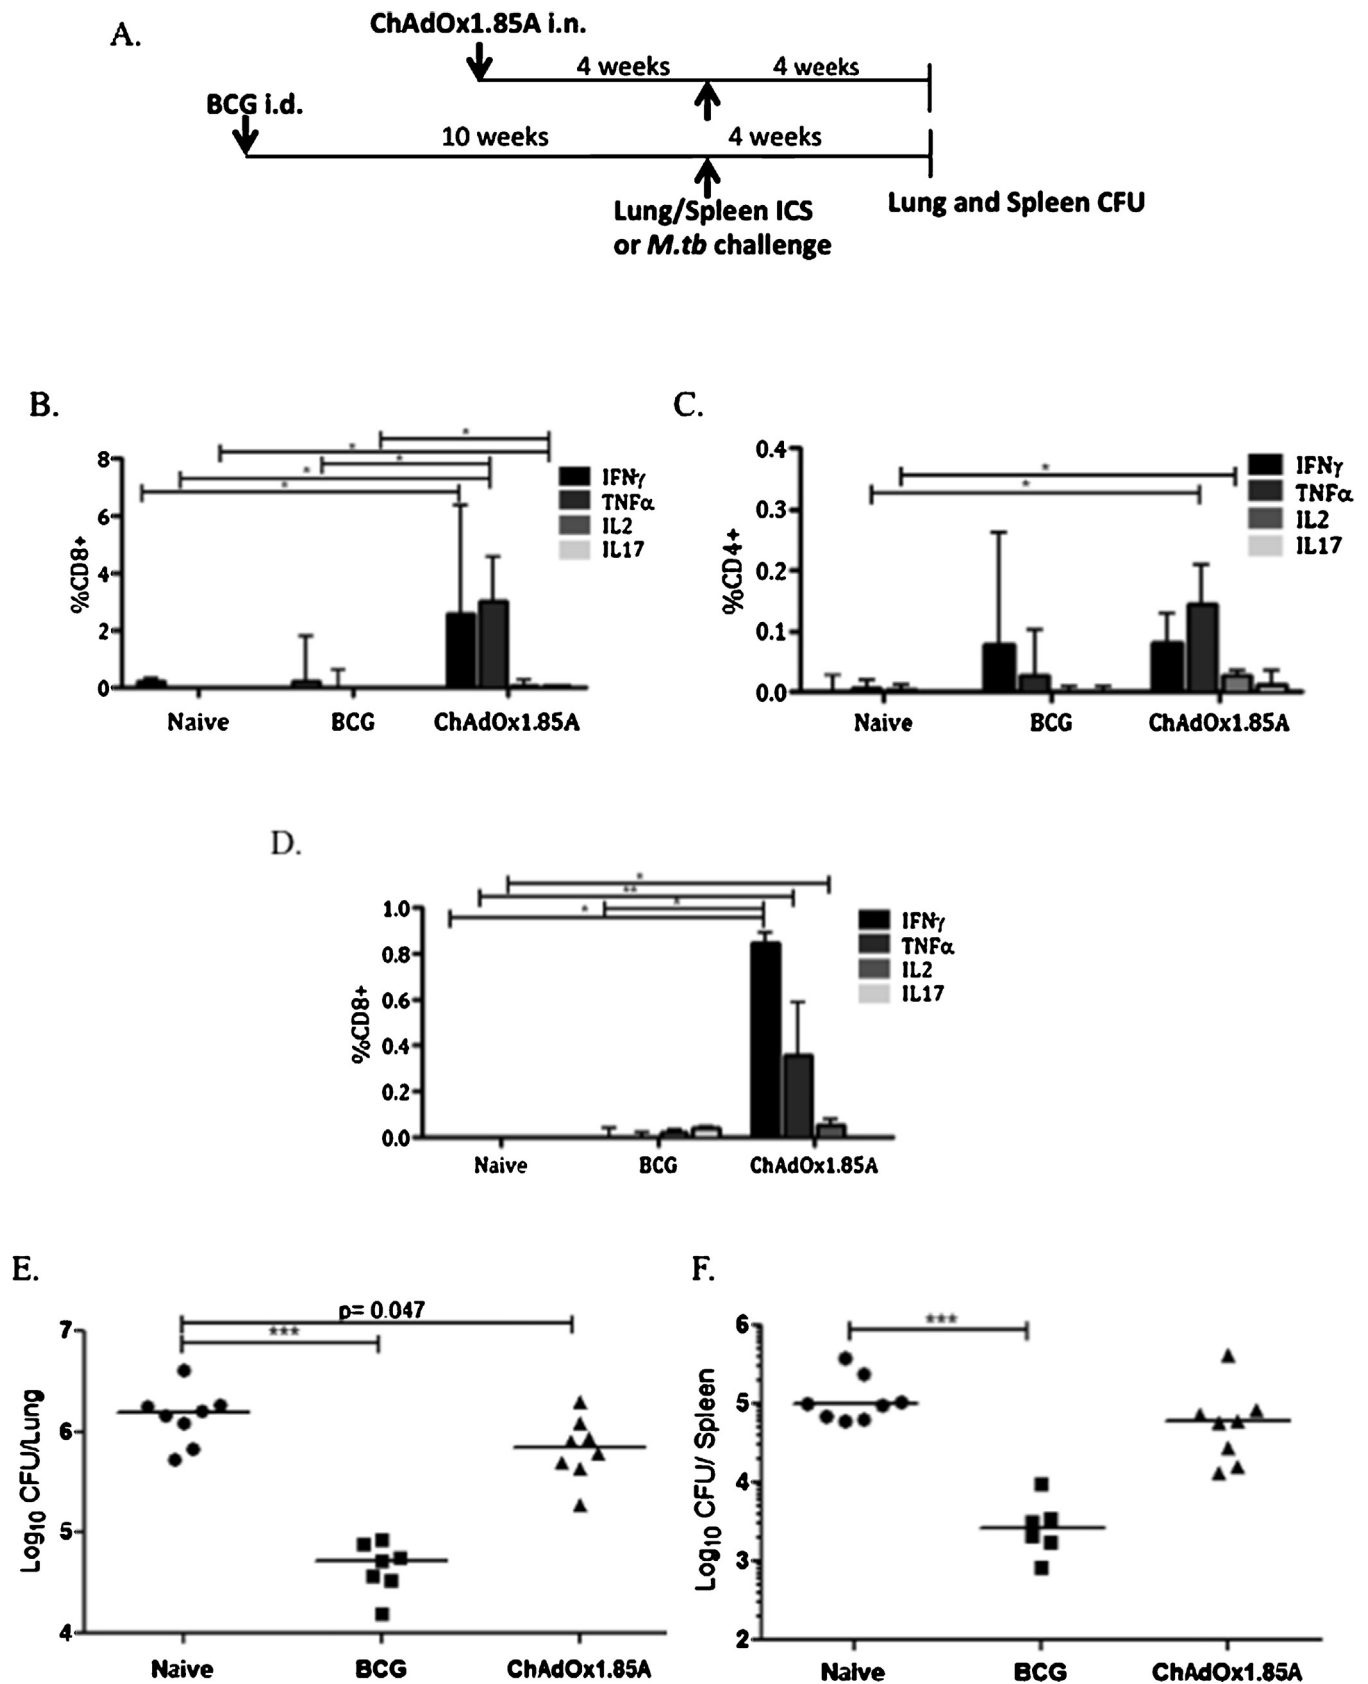 A.
ChAdOx1.85A i.n.
4 weeks 4 weeks
BCG i.d.
10 weeks 4 weeks
Lung/Spleen ICS
or M.tb challenge
Lung and Spleen CFU
B.
* * * * *
%CD8+
8
6
4
2
0
IFNγ
TNFα
IL2
IL17
Naive BCG ChAdOx1.85A
C.
* *
%CD4+
0.4
0.3
0.2
0.1
0.0
IFNγ
TNFα
IL2
IL17
Naive BCG ChAdOx1.85A
D.
* ** * *
%CD8+
1.0
0.8
0.6
0.4
0.2
0.0
IFNγ
TNFα
IL2
IL17
Naive BCG ChAdOx1.85A
E.
p= 0.047
***
Log10 CFU/Lung
7
6
5
4
Naive BCG ChAdOx1.85A
F.
***
Log10 CFU/ Spleen
6
5
4
3
2
Naive BCG ChAdOx1.85A